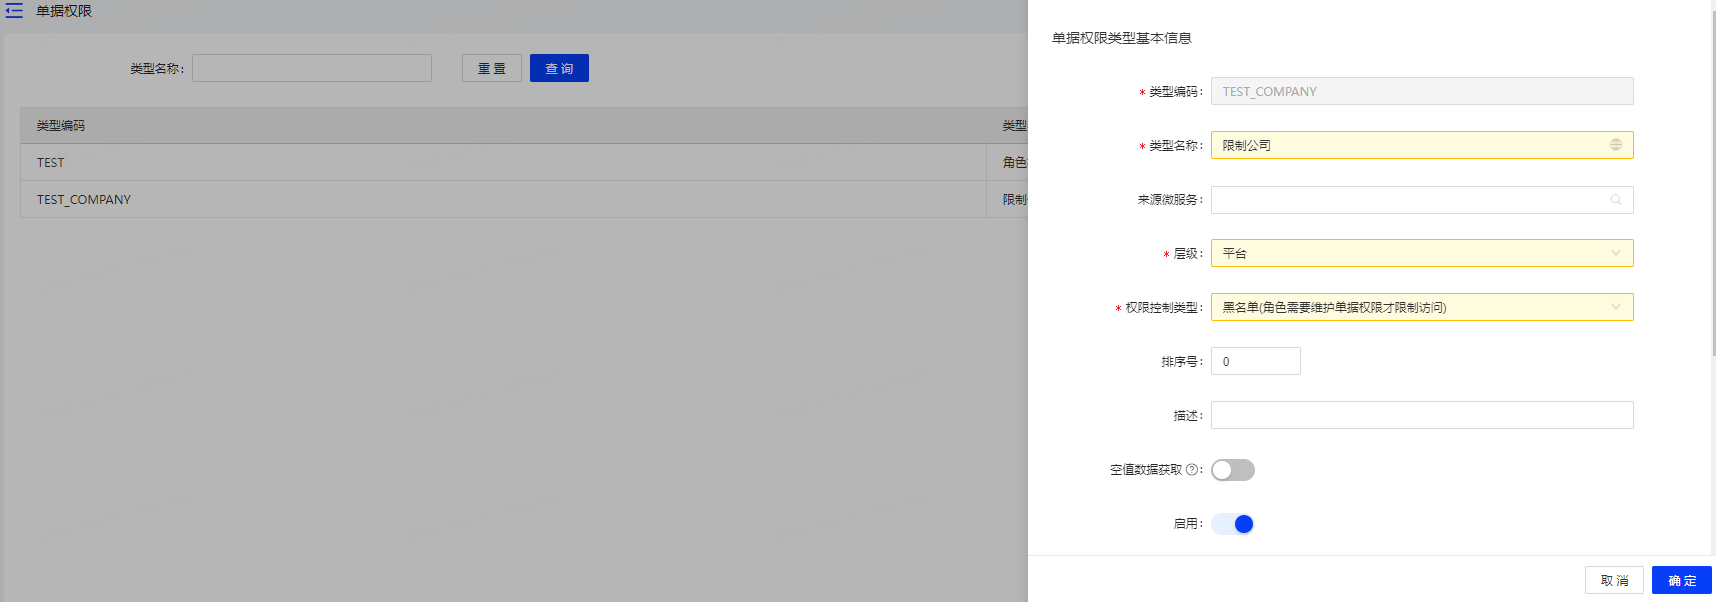 单据权限
类型名称:
重 置
查 询
类型编码
类型
TEST
角色
TEST_COMPANY
限制
单据权限类型基本信息
* 类型编码: TEST_COMPANY
* 类型名称: 限制公司
来源微服务:
* 层级: 平台
* 权限控制类型: 黑名单(角色需要维护单据权限才限制访问)
排序号: 0
描述:
空值数据获取 ?:
启用:
取 消
确 定